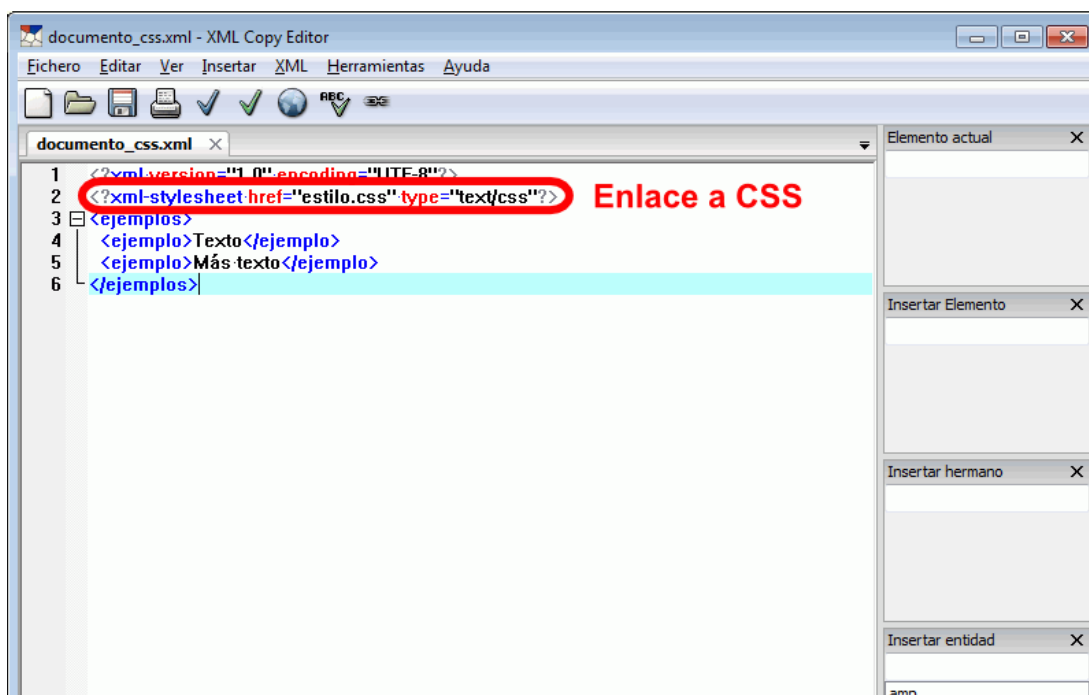 documento_css.xml - XML Copy Editor
Fichero Editar Ver Insertar XML Herramientas Ayuda
ABC
documento_css.xml
Elemento actual
1 <?xml version="1.0" encoding="UTF-8"?>
2 <?xml-stylesheet href="estilo.css" type="text/css"?>
Enlace a CSS
3 <ejemplos>
4 <ejemplo>Texto</ejemplo>
5 <ejemplo>Más texto</ejemplo>
6 </ejemplos>
Insertar Elemento
Insertar hermano
Insertar entidad
amp